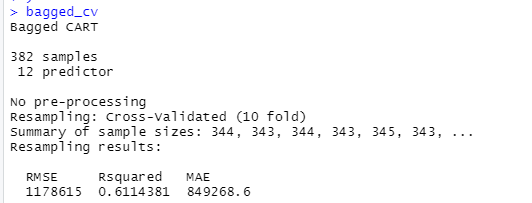 > bagged_cv
Bagged CART

382 samples
 12 predictor

No pre-processing
Resampling: Cross-Validated (10 fold)
Summary of sample sizes: 344, 343, 344, 343, 345, 343, ...
Resampling results:

  RMSE     Rsquared   MAE
  1178615  0.6114381  849268.6